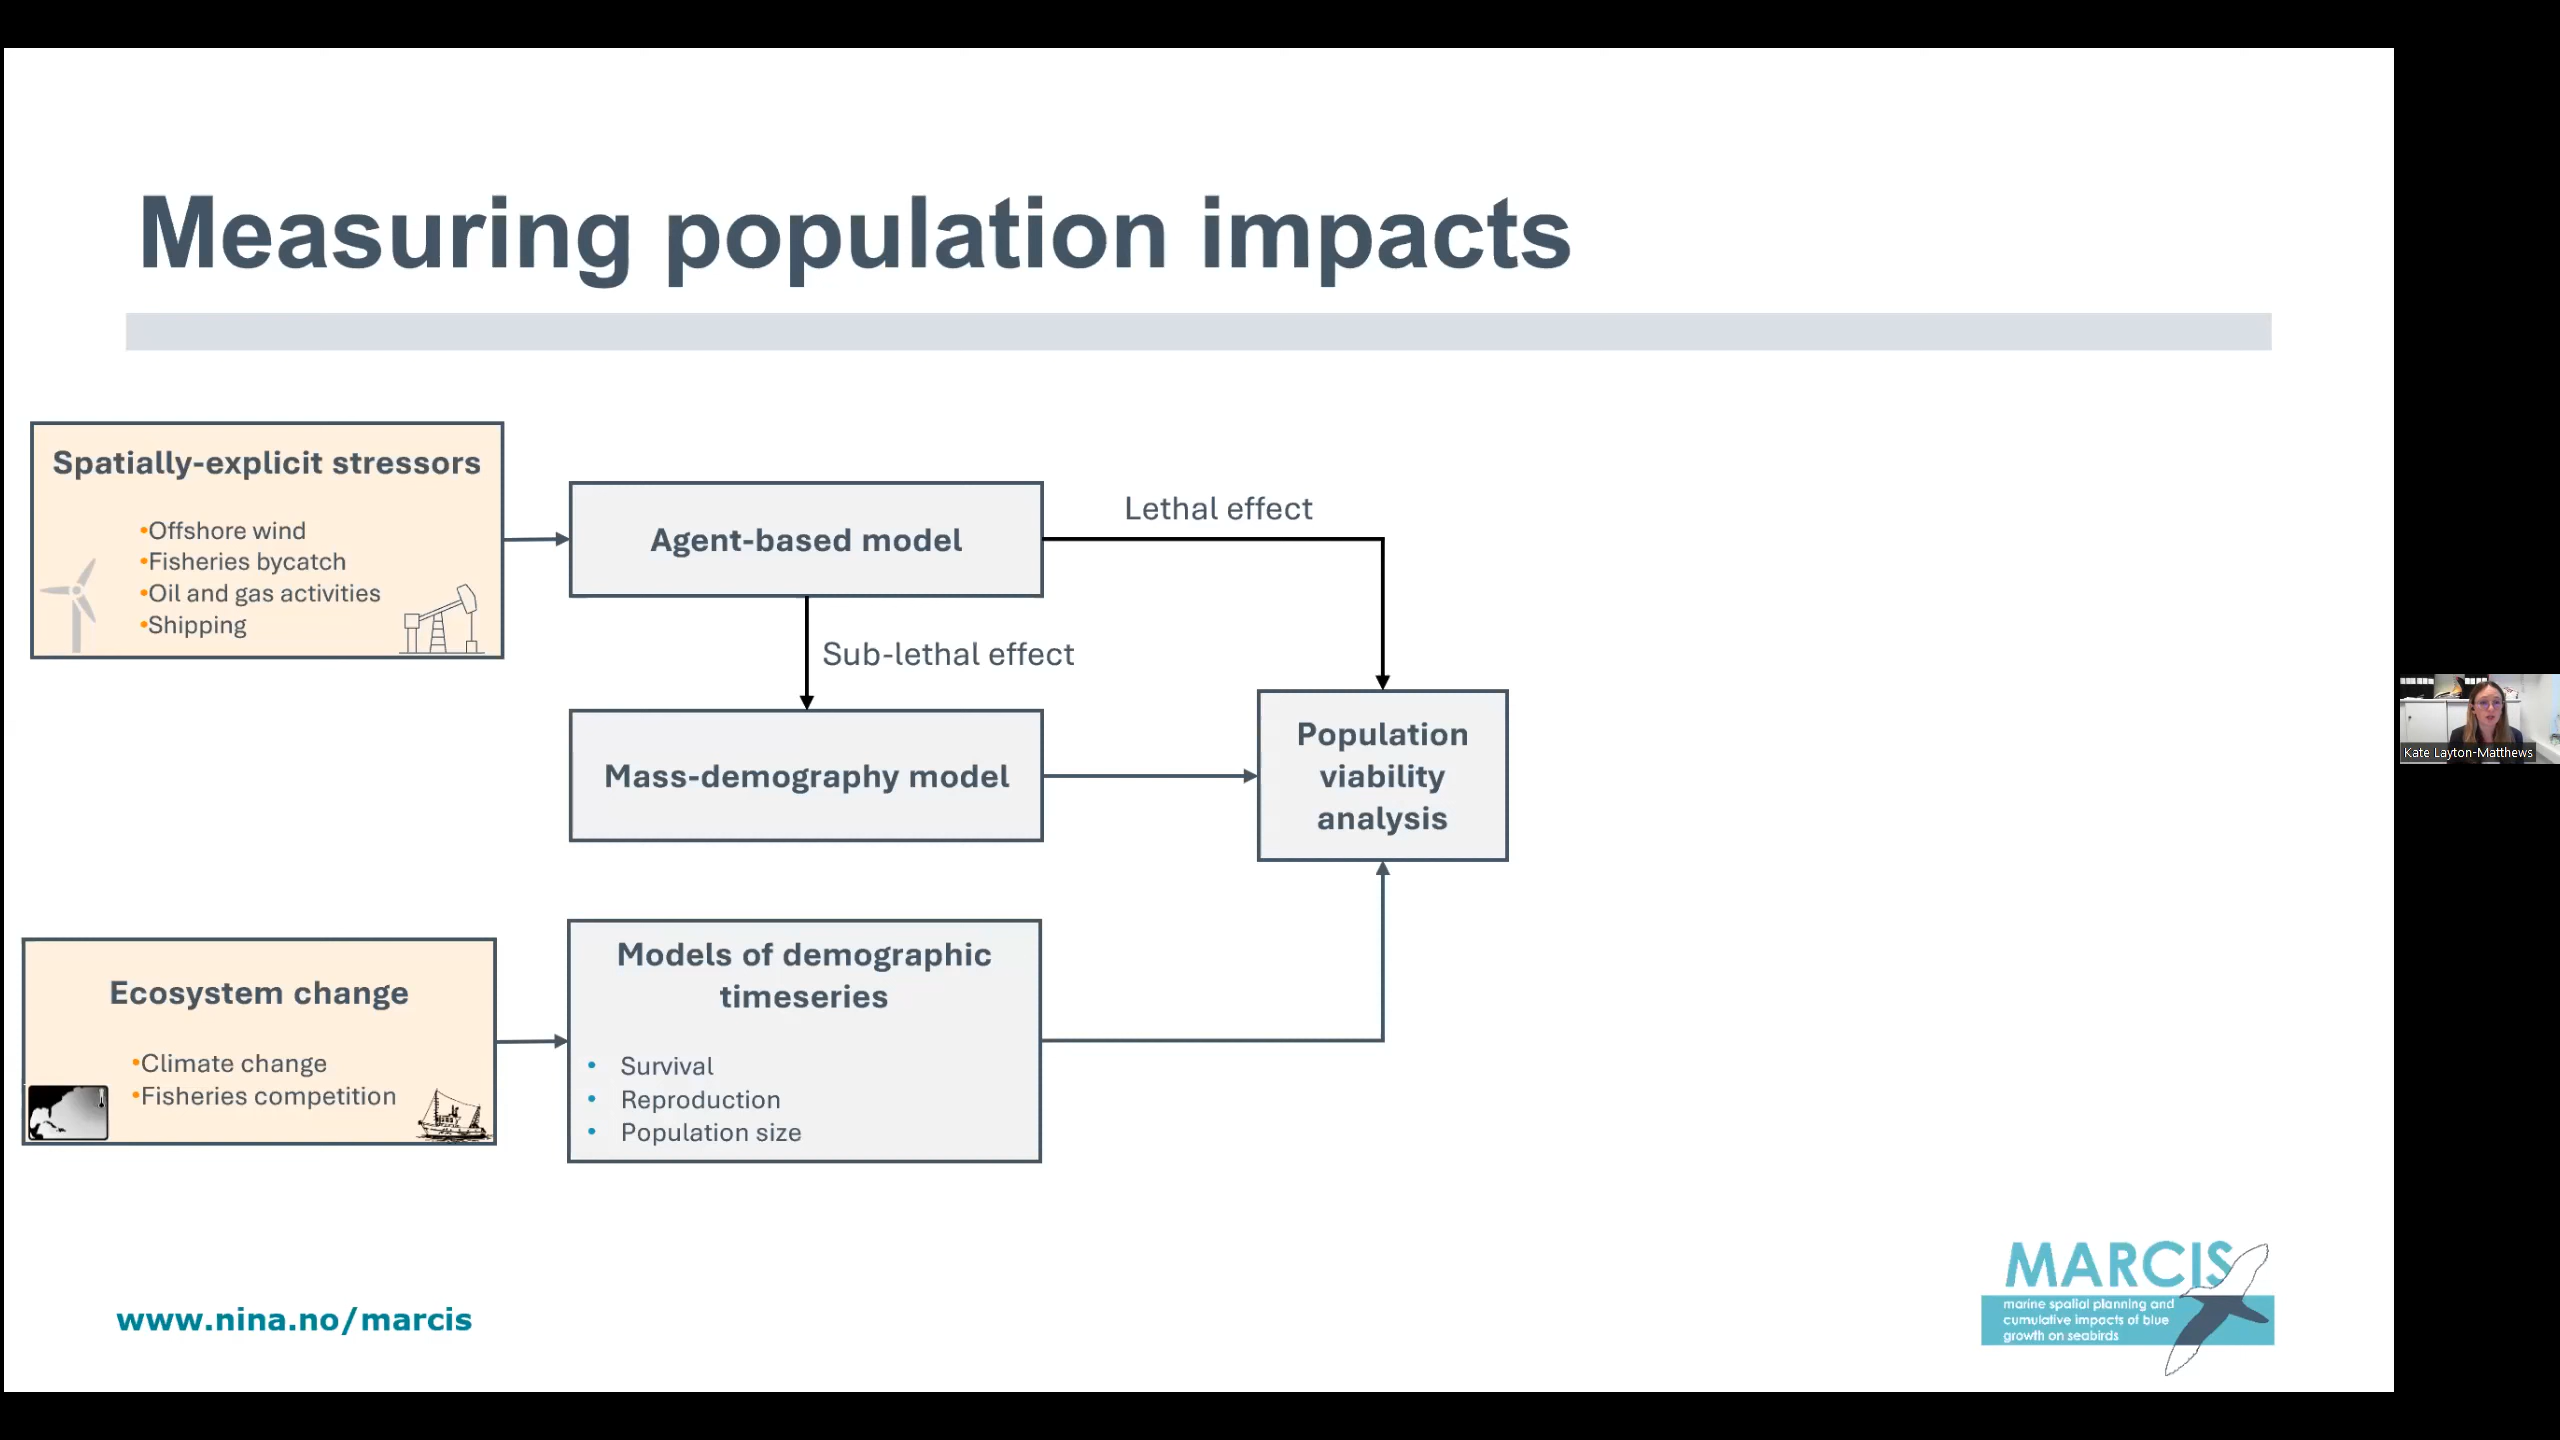 Measuring population impacts
Spatially-explicit stressors
•Offshore wind
•Fisheries bycatch
•Oil and gas activities
•Shipping
Agent-based model
Lethal effect
Sub-lethal effect
Mass-demography model
Population
viability
analysis
Ecosystem change
•Climate change
•Fisheries competition
Models of demographic
timeseries
• Survival
• Reproduction
• Population size
www.nina.no/marcis
MARCIS
marine spatial planning and
cumulative impacts of blue
growth on seabirds
Kate Layton-Matthews